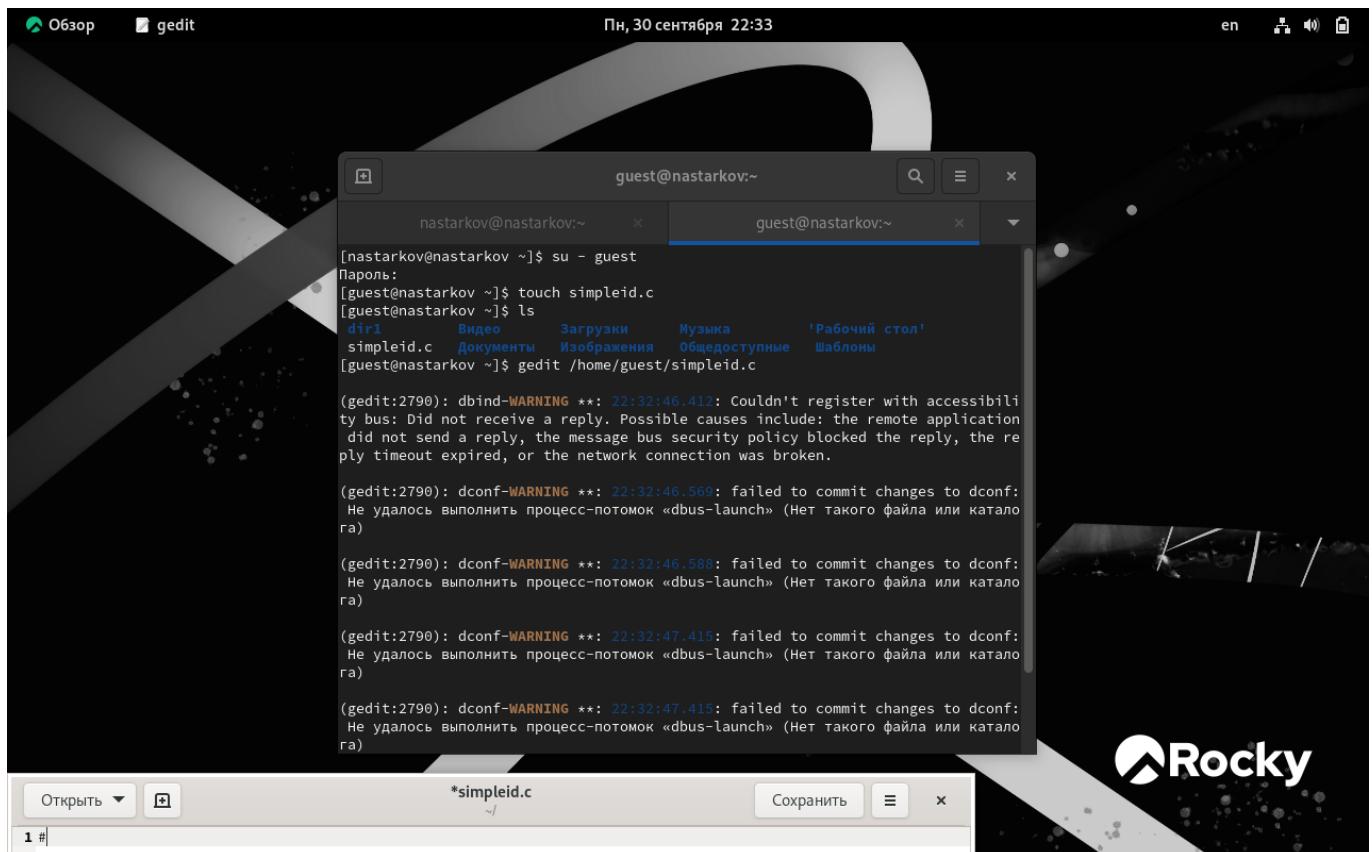 Обзор gedit Пн, 30 сентября 22:33 en
guest@nastarkov:~
nastarkov@nastarkov:~ guest@nastarkov:~
[nastarkov@nastarkov ~]$ su - guest
Пароль:
[guest@nastarkov ~]$ touch simpleid.c
[guest@nastarkov ~]$ ls
dir1 Видео Загрузки Музыка 'Рабочий стол'
simpleid.c Документы Изображения Общедоступные Шаблоны
[guest@nastarkov ~]$ gedit /home/guest/simpleid.c
(gedit:2790): dbind-WARNING **: 22:32:46.412: Couldn't register with accessibili
ty bus: Did not receive a reply. Possible causes include: the remote application
did not send a reply, the message bus security policy blocked the reply, the re
ply timeout expired, or the network connection was broken.
(gedit:2790): dconf-WARNING **: 22:32:46.569: failed to commit changes to dconf:
Не удалось выполнить процесс-потомок «dbus-launch» (Нет такого файла или катало
га)
(gedit:2790): dconf-WARNING **: 22:32:46.588: failed to commit changes to dconf:
Не удалось выполнить процесс-потомок «dbus-launch» (Нет такого файла или катало
га)
(gedit:2790): dconf-WARNING **: 22:32:47.415: failed to commit changes to dconf:
Не удалось выполнить процесс-потомок «dbus-launch» (Нет такого файла или катало
га)
(gedit:2790): dconf-WARNING **: 22:32:47.415: failed to commit changes to dconf:
Не удалось выполнить процесс-потомок «dbus-launch» (Нет такого файла или катало
га)
Rocky
Открыть *simpleid.c Сохранить
~/
1 #